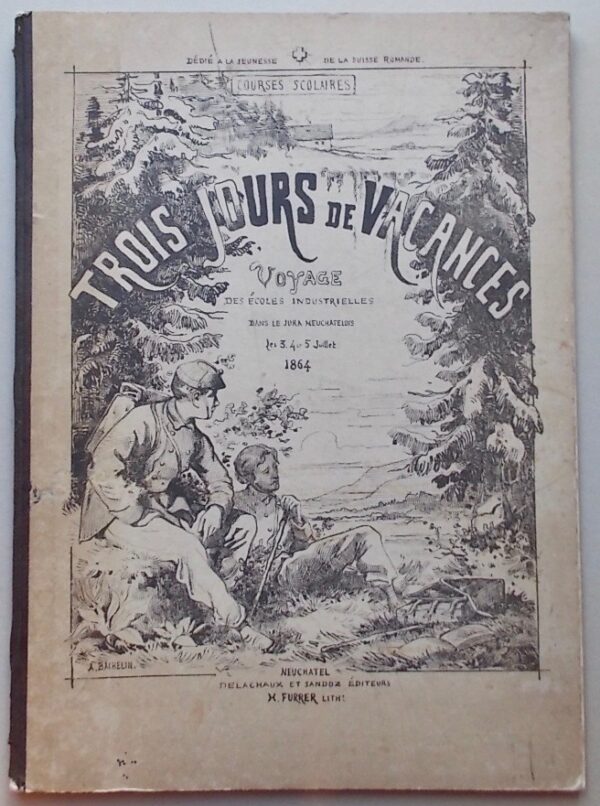 DÉDIÉ A LA JEUNESSE DE LA SUISSE ROMANDE.
COURSES SCOLAIRES
TROIS JOURS DE VACANCES
VOYAGE
DES ÉCOLES INDUSTRIELLES
DANS LE JURA NEUCHATELOIS
Les 3. 4 & 5 Juillet
1864
A. BACHELIN.
NEUCHATEL
DELACHAUX ET SANDOZ ÉDITEURS
H. FURRER LITH: